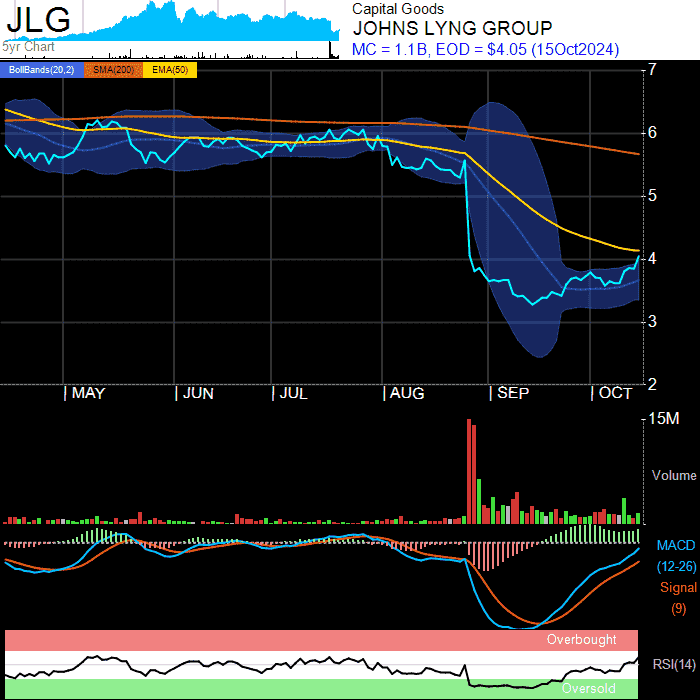 JLG
5yr Chart
Capital Goods
JOHNS LYNG GROUP
MC = 1.1B, EOD = $4.05 (15Oct2024)
BollBands(20,2) SMA(200) EMA(50)
7
6
5
4
3
2
| MAY | JUN | JUL | AUG | SEP | OCT
15M
Volume
MACD
(12-26)
Signal
(9)
Overbought
RSI(14)
Oversold